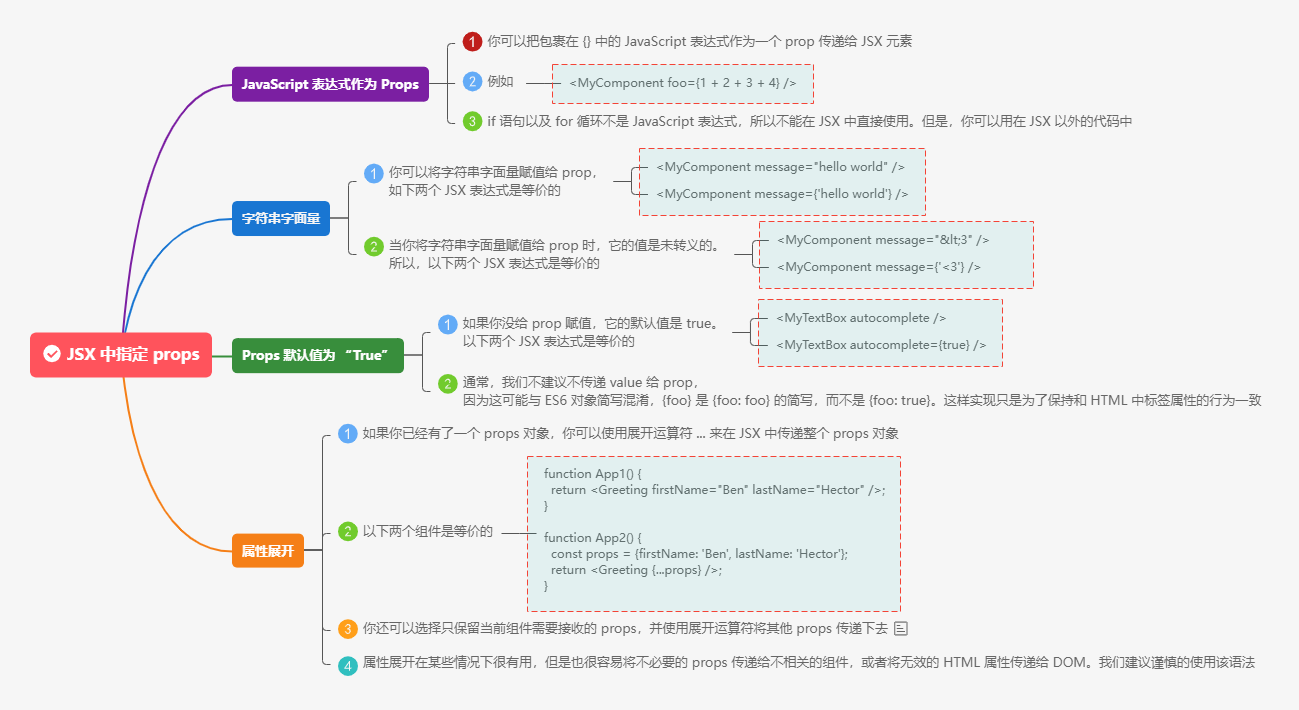 JSX 中指定 props
JavaScript 表达式作为 Props
1 你可以把包裹在 {} 中的 JavaScript 表达式作为一个 prop 传递给 JSX 元素
2 例如
<MyComponent foo={1 + 2 + 3 + 4} />
3 if 语句以及 for 循环不是 JavaScript 表达式，所以不能在 JSX 中直接使用。但是，你可以用在 JSX 以外的代码中
字符串字面量
1 你可以将字符串字面量赋值给 prop，
如下两个 JSX 表达式是等价的
<MyComponent message="hello world" />
<MyComponent message={'hello world'} />
2 当你将字符串字面量赋值给 prop 时，它的值是未转义的。
所以，以下两个 JSX 表达式是等价的
<MyComponent message="&lt;3" />
<MyComponent message={'<3'} />
Props 默认值为 “True”
1 如果你没给 prop 赋值，它的默认值是 true。
以下两个 JSX 表达式是等价的
<MyTextBox autocomplete />
<MyTextBox autocomplete={true} />
2 通常，我们不建议不传递 value 给 prop，
因为这可能与 ES6 对象简写混淆，{foo} 是 {foo: foo} 的简写，而不是 {foo: true}。这样实现只是为了保持和 HTML 中标签属性的行为一致
属性展开
1 如果你已经有了一个 props 对象，你可以使用展开运算符 ... 来在 JSX 中传递整个 props 对象
2 以下两个组件是等价的
function App1() {
  return <Greeting firstName="Ben" lastName="Hector" />;
}
function App2() {
  const props = {firstName: 'Ben', lastName: 'Hector'};
  return <Greeting {...props} />;
}
3 你还可以选择只保留当前组件需要接收的 props，并使用展开运算符将其他 props 传递下去
4 属性展开在某些情况下很有用，但是也很容易将不必要的 props 传递给不相关的组件，或者将无效的 HTML 属性传递给 DOM。我们建议谨慎的使用该语法